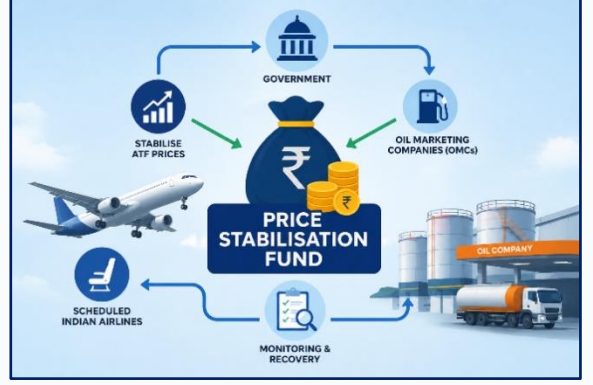 GOVERNMENT
STABILISE
ATF PRICES
OIL MARKETING
COMPANIES (OMCs)
₹
₹
PRICE
STABILISATION
FUND
OIL COMPANY
SCHEDULED
INDIAN AIRLINES
MONITORING &
RECOVERY